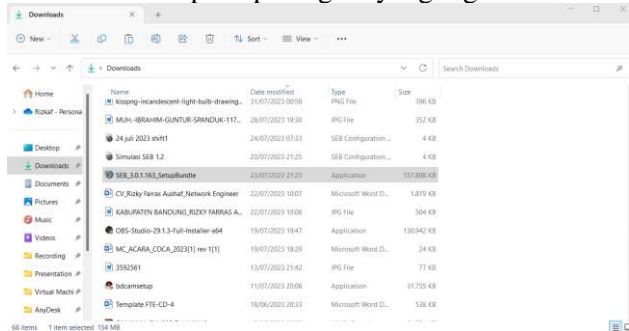 Downloads
New Sort View
Downloads Search Downloads
Home
Rizkaf - Persona
Desktop
Downloads
Documents
Pictures
Music
Videos
Recording
Presentation
Virtual Machi
AnyDesk
Name Date modified Type Size
kisspng-incandescent-light-bulb-drawing... 31/07/2023 00:56 PNG File 396 KB
MUH.-IBRAHIM-GUNTUR-SPANDUK-117... 28/07/2023 19:30 JPG File 352 KB
24 juli 2023 shift1 24/07/2023 07:33 SEB Configuration ... 4 KB
Simulasi SEB 1.2 23/07/2023 21:25 SEB Configuration ... 4 KB
SEB_3.0.1.163_SetupBundle 23/07/2023 21:23 Application 157.808 KB
CV_Rizky Farras Aushaf_Network Engineer 22/07/2023 10:07 Microsoft Word D... 1.819 KB
KABUPATEN BANDUNG_RIZKY FARRAS A... 22/07/2023 10:06 JPG File 504 KB
OBS-Studio-29.1.3-Full-Installer-x64 19/07/2023 19:47 Application 130.942 KB
MC_ACARA_COCA_2023[1] rev 1[1] 19/07/2023 18:29 Microsoft Word D... 24 KB
3592561 13/07/2023 21:42 JPG File 77 KB
bdcamsetup 11/07/2023 20:08 Application 31.755 KB
Template FTE-CD-4 18/06/2023 20:33 Microsoft Word D... 538 KB
68 items 1 item selected 154 MB